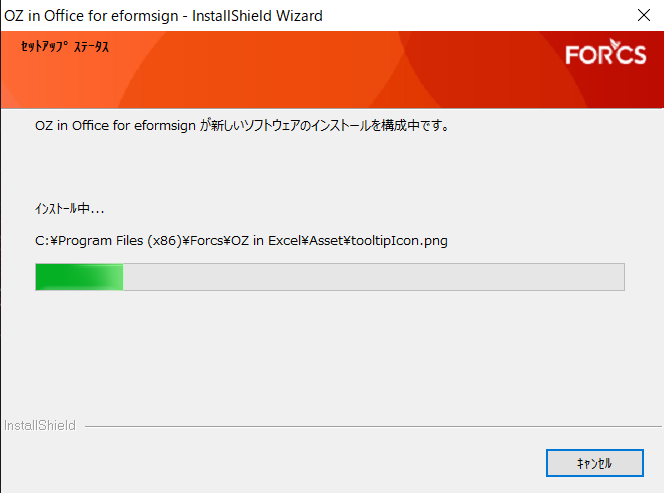 OZ in Office for eformsign - InstallShield Wizard
ｾｯﾄｱｯﾌﾟ ｽﾃｰﾀｽ
FORCS
OZ in Office for eformsign が新しいソフトウェアのインストールを構成中です。
ｲﾝｽﾄｰﾙ中...
C:¥Program Files (x86)¥Forcs¥OZ in Excel¥Asset¥tooltipIcon.png
InstallShield
ｷｬﾝｾﾙ